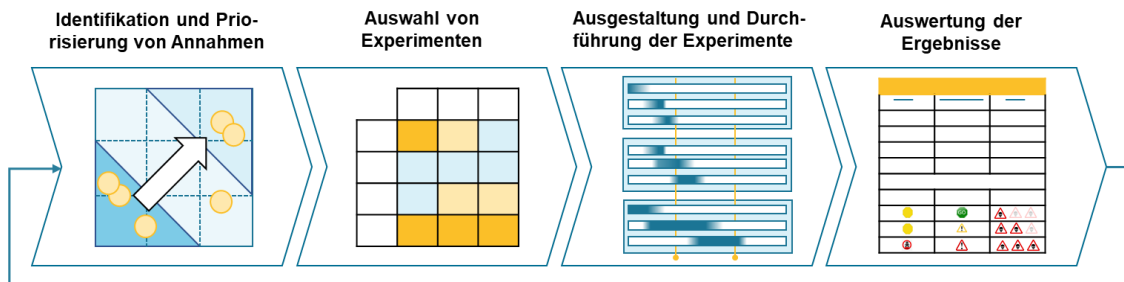 Identifikation und Prio-
risierung von Annahmen
Auswahl von
Experimenten
Ausgestaltung und Durch-
führung der Experimente
Auswertung der
Ergebnisse